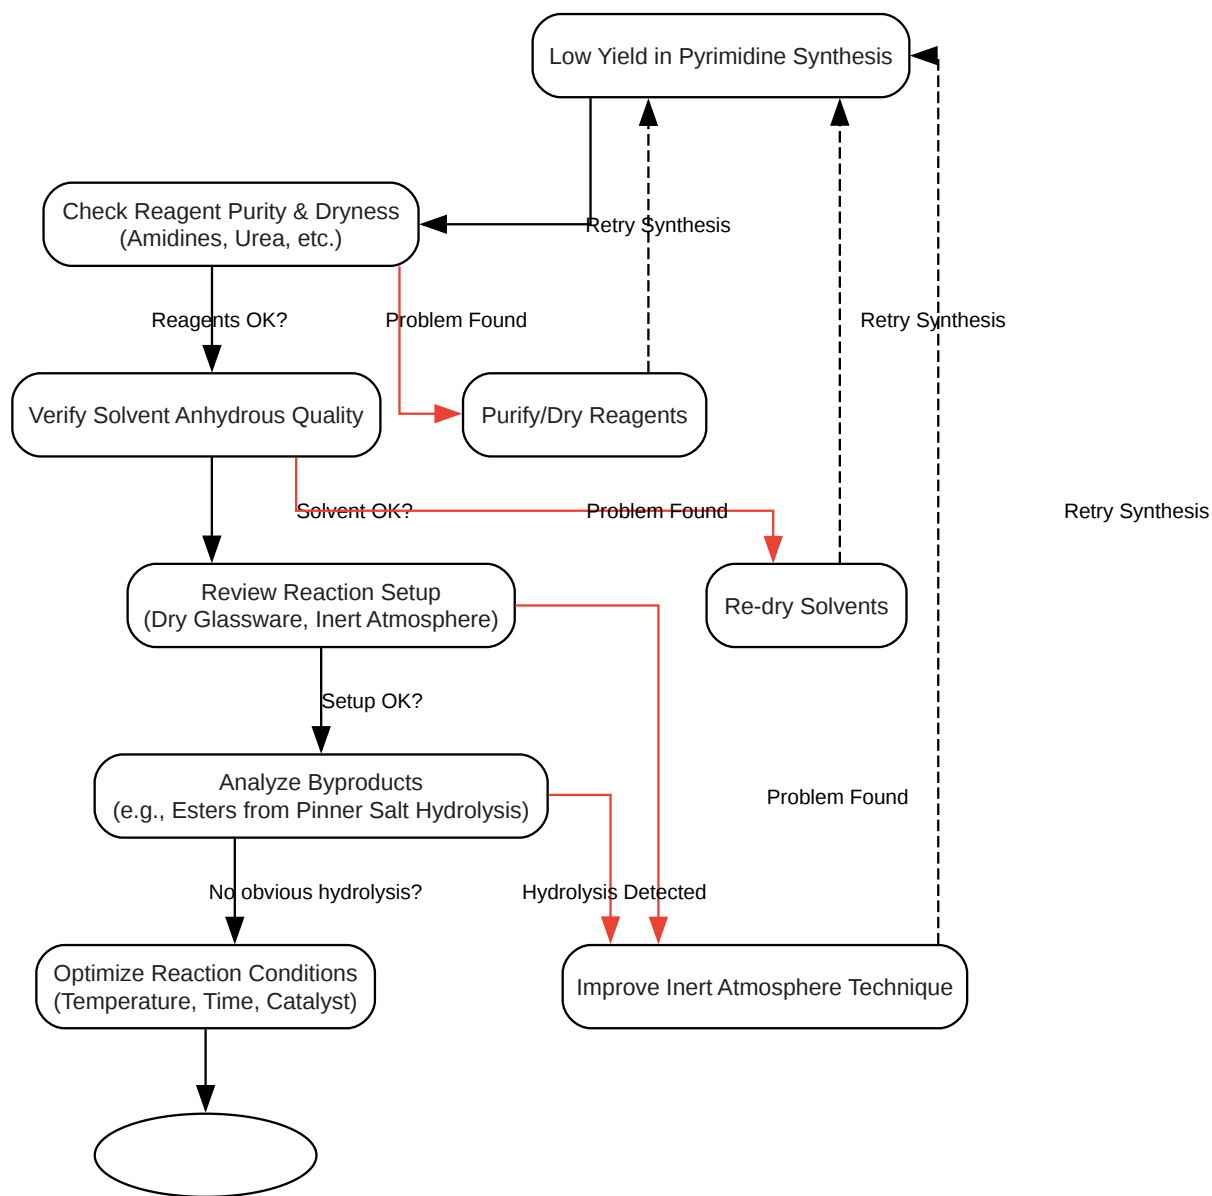 Low Yield in Pyrimidine Synthesis
Check Reagent Purity & Dryness
(Amidines, Urea, etc.)
Retry Synthesis
Reagents OK?
Problem Found
Retry Synthesis
Verify Solvent Anhydrous Quality
Purify/Dry Reagents
Solvent OK?
Problem Found
Retry Synthesis
Review Reaction Setup
(Dry Glassware, Inert Atmosphere)
Re-dry Solvents
Setup OK?
Analyze Byproducts
(e.g., Esters from Pinner Salt Hydrolysis)
Problem Found
No obvious hydrolysis?
Hydrolysis Detected
Optimize Reaction Conditions
(Temperature, Time, Catalyst)
Improve Inert Atmosphere Technique